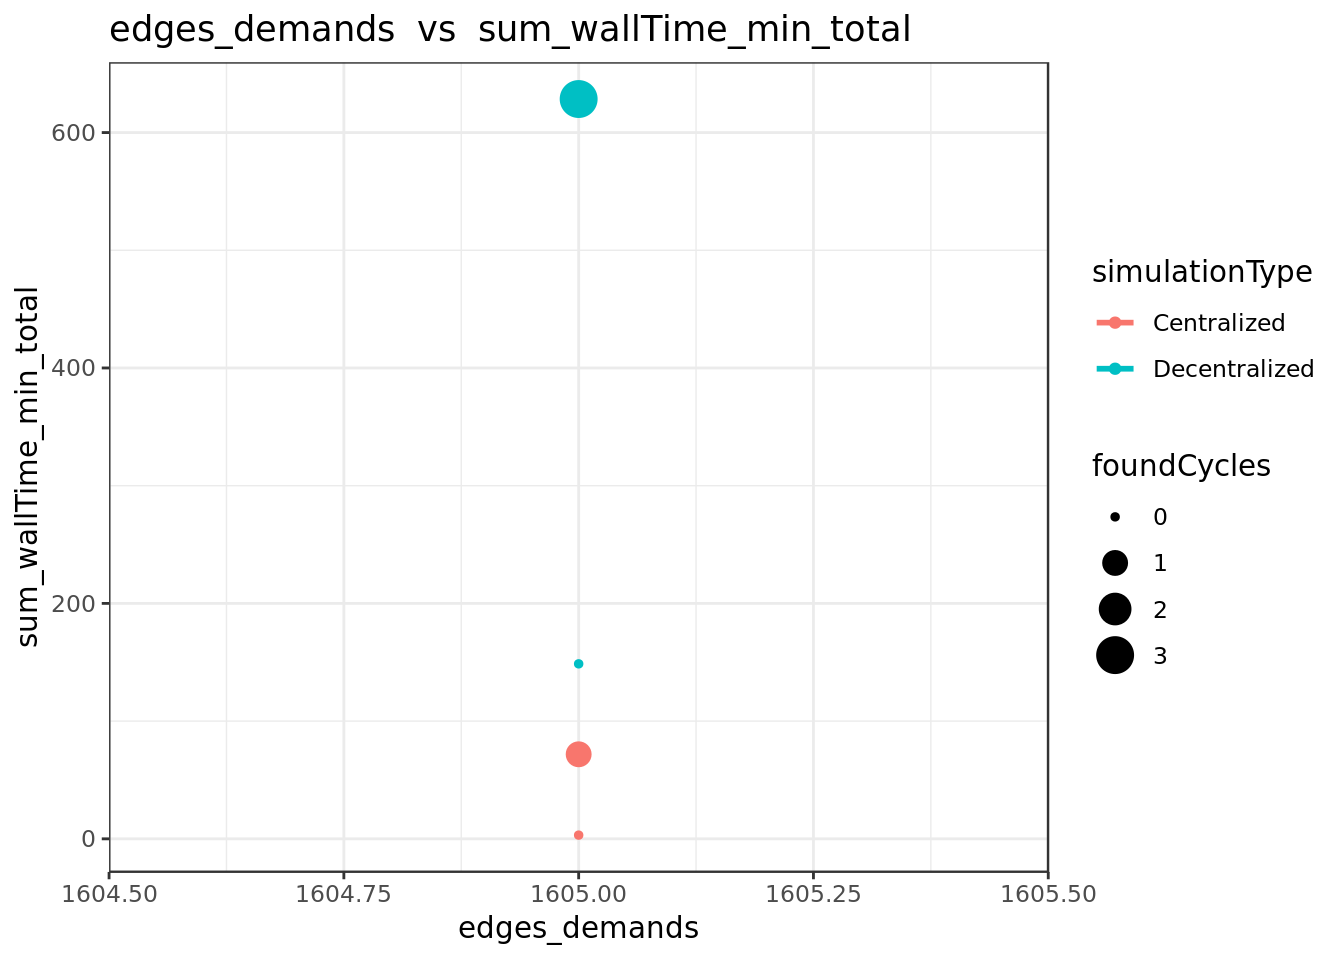 edges_demands vs sum_wallTime_min_total
sum_wallTime_min_total
600
400
200
0
1604.50 1604.75 1605.00 1605.25 1605.50
edges_demands
simulationType
Centralized
Decentralized
foundCycles
0
1
2
3